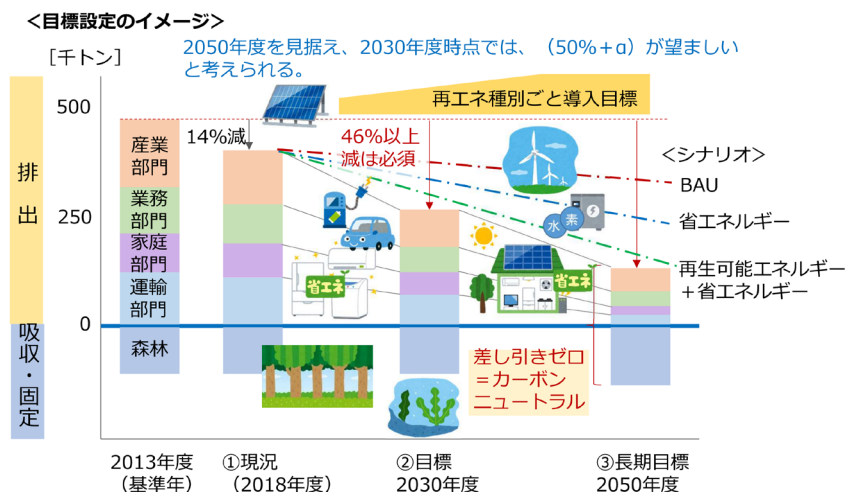 ＜目標設定のイメージ＞
［千トン］
2050年度を見据え、2030年度時点では、（50％＋α）が望ましい
と考えられる。
再エネ種別ごと導入目標
500
250
0
排出
吸収・固定
産業
部門
業務
部門
家庭
部門
運輸
部門
森林
14％減
46％以上
減は必須
省エネ
水素
省エネ
＜シナリオ＞
BAU
省エネルギー
再生可能エネルギー
＋省エネルギー
差し引きゼロ
＝カーボン
ニュートラル
2013年度
（基準年）
①現況
（2018年度）
②目標
2030年度
③長期目標
2050年度